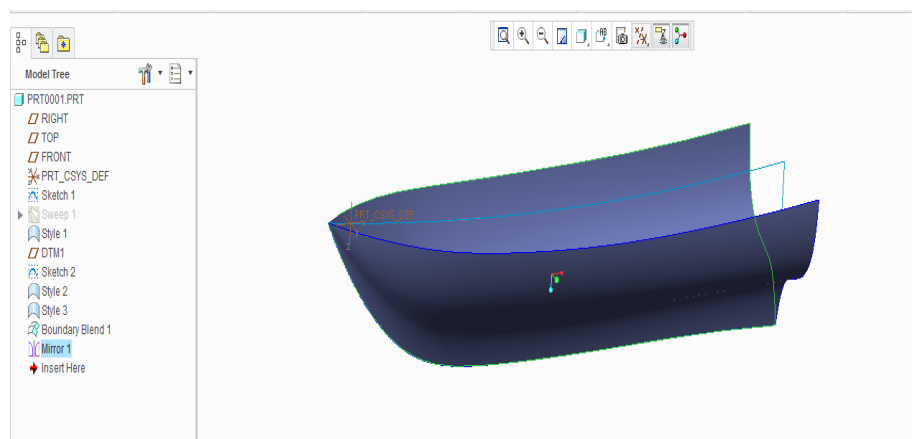 Model Tree
PRT0001.PRT
RIGHT
TOP
FRONT
PRT_CSYS_DEF
Sketch 1
Sweep 1
Style 1
DTM1
Sketch 2
Style 2
Style 3
Boundary Blend 1
Mirror 1
Insert Here
PRT_CSYS_DEF